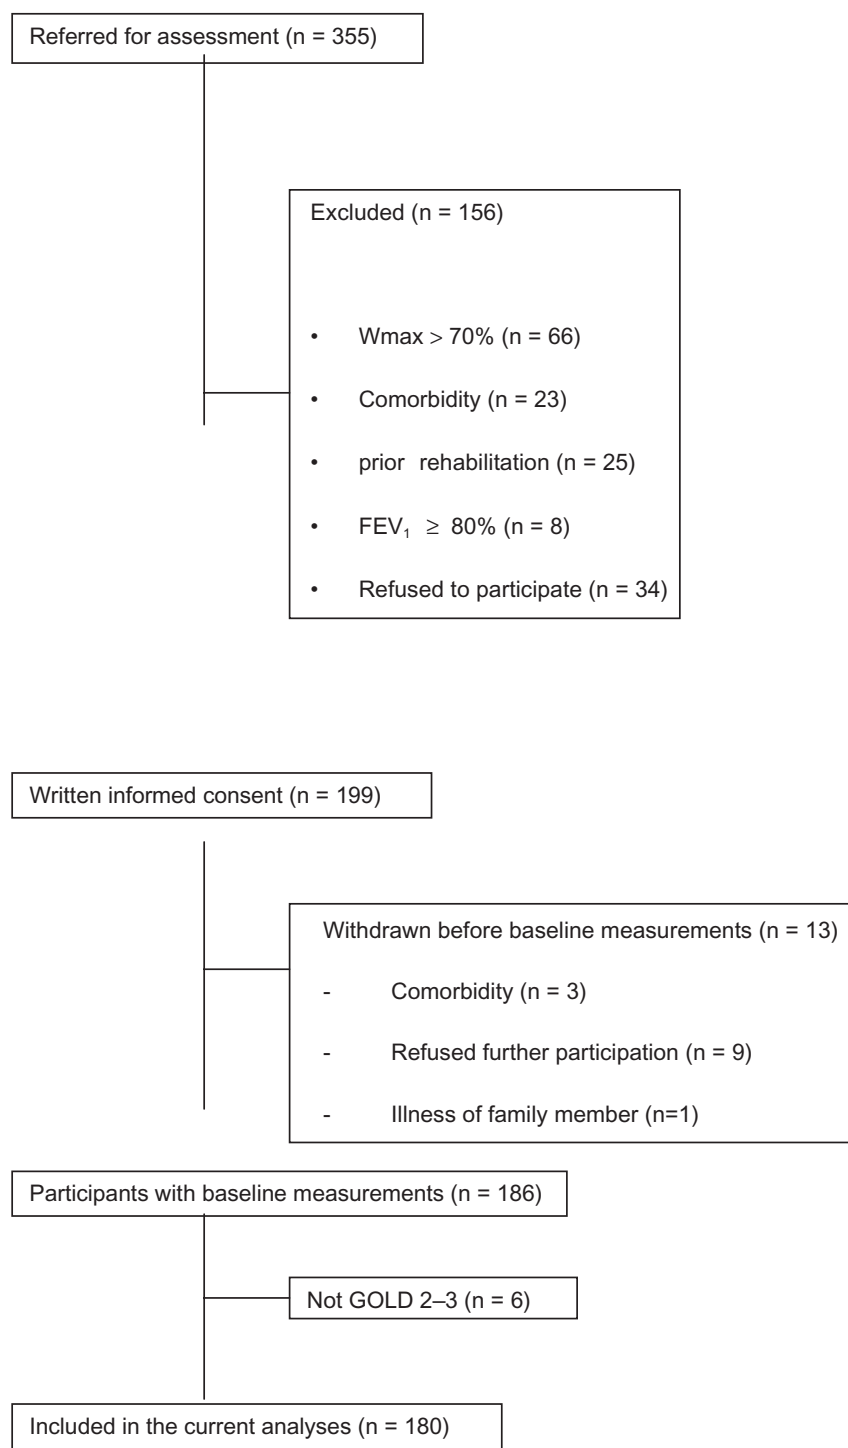 Referred for assessment (n = 355)
Excluded (n = 156)
• Wmax > 70% (n = 66)
• Comorbidity (n = 23)
• prior rehabilitation (n = 25)
• FEV₁ ≥ 80% (n = 8)
• Refused to participate (n = 34)
Written informed consent (n = 199)
Withdrawn before baseline measurements (n = 13)
- Comorbidity (n = 3)
- Refused further participation (n = 9)
- Illness of family member (n=1)
Participants with baseline measurements (n = 186)
Not GOLD 2–3 (n = 6)
Included in the current analyses (n = 180)